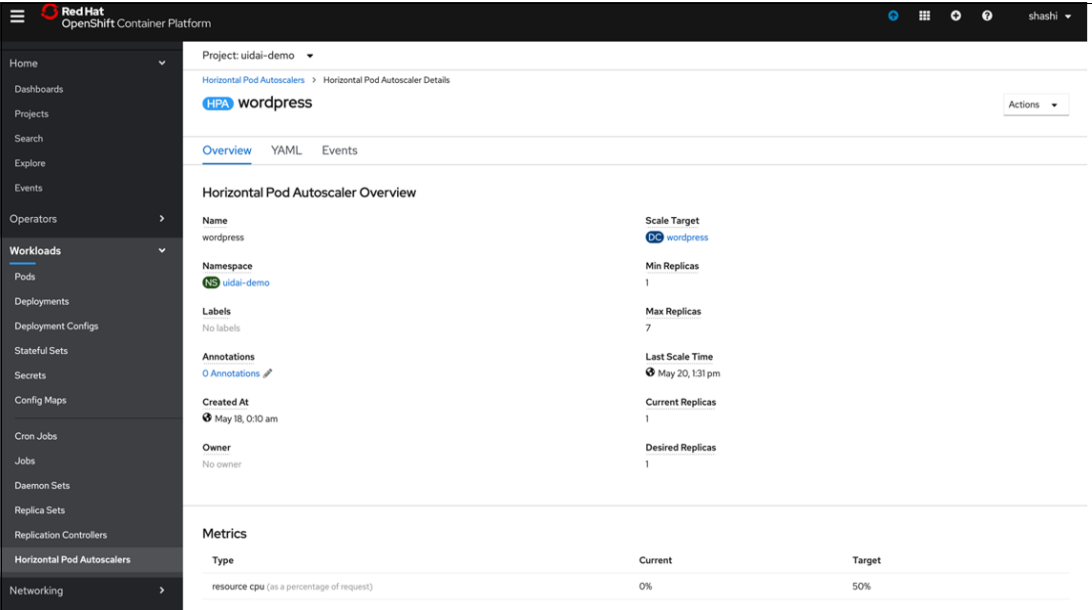 Red Hat
OpenShift Container Platform
shashi
Home
Dashboards
Projects
Search
Explore
Events
Operators
Workloads
Pods
Deployments
Deployment Configs
Stateful Sets
Secrets
Config Maps
Cron Jobs
Jobs
Daemon Sets
Replica Sets
Replication Controllers
Horizontal Pod Autoscalers
Networking
Project: uidai-demo
Horizontal Pod Autoscalers > Horizontal Pod Autoscaler Details
HPA wordpress
Actions
Overview YAML Events
Horizontal Pod Autoscaler Overview
Name
wordpress
Namespace
NS uidai-demo
Labels
No labels
Annotations
0 Annotations
Created At
May 18, 0:10 am
Owner
No owner
Scale Target
DC wordpress
Min Replicas
1
Max Replicas
7
Last Scale Time
May 20, 1:31 pm
Current Replicas
1
Desired Replicas
1
Metrics
Type Current Target
resource cpu (as a percentage of request) 0% 50%